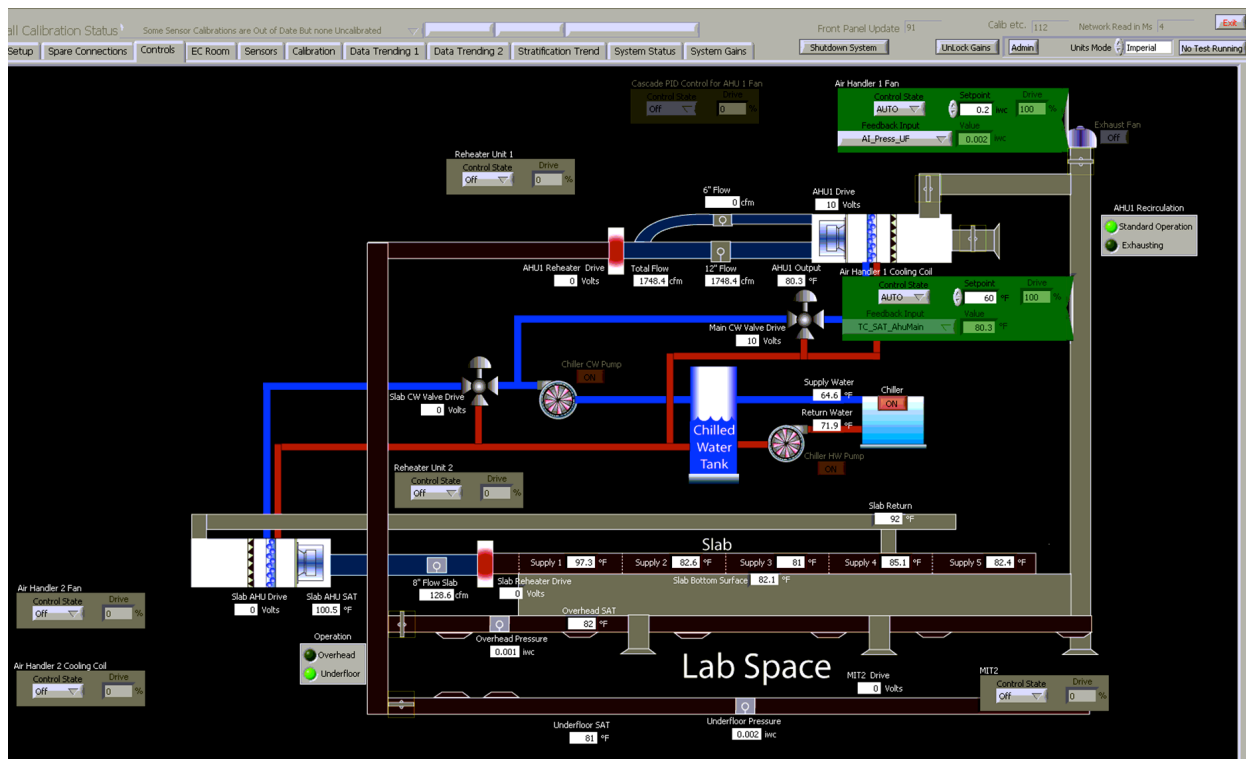 all Calibration Status
Some Sensor Calibrations are Out of Date But none Uncalibrated
Front Panel Update 91
Calib etc. 112
Network Read in Ms 4
Exit
Setup
Spare Connections
Controls
EC Room
Sensors
Calibration
Data Trending 1
Data Trending 2
Stratification Trend
System Status
System Gains
Shutdown System
UnLock Gains
Admin
Units Mode
Imperial
No Test Running
Cascade PID Control for AHU 1 Fan
Control State
Drive
Off
0 %
Air Handler 1 Fan
Control State
Setpoint
Drive
AUTO
0.2 iwc
100 %
Feedback Input
Value
AI_Press_UF
0.002 iwc
Exhaust Fan
Off
Reheater Unit 1
Control State
Drive
Off
0 %
6" Flow
0 cfm
AHU1 Drive
10 Volts
AHU1 Recirculation
Standard Operation
Exhausting
AHU1 Reheater Drive
0 Volts
Total Flow
1748.4 cfm
12" Flow
1748.4 cfm
AHU1 Output
80.3 °F
Air Handler 1 Cooling Coil
Control State
Setpoint
Drive
AUTO
60 °F
100 %
Feedback Input
Value
TC_SAT_AhuMain
80.3 °F
Main CW Valve Drive
10 Volts
Chiller CW Pump
ON
Slab CW Valve Drive
0 Volts
Supply Water
64.6 °F
Chiller
ON
Return Water
71.9 °F
Chilled
Water
Tank
Chiller HW Pump
ON
Reheater Unit 2
Control State
Drive
Off
0 %
Slab Return
92 °F
Slab
Supply 1 97.3 °F
Supply 2 82.6 °F
Supply 3 81 °F
Supply 4 85.1 °F
Supply 5 82.4 °F
8" Flow Slab
128.6 cfm
Slab Reheater Drive
0 Volts
Slab Bottom Surface 82.1 °F
Air Handler 2 Fan
Control State
Drive
Off
0 %
Slab AHU Drive
0 Volts
Slab AHU SAT
100.5 °F
Overhead SAT
82 °F
Operation
Overhead
Underfloor
Overhead Pressure
0.001 iwc
Lab Space
Air Handler 2 Cooling Coil
Control State
Drive
Off
0 %
MIT2 Drive
0 Volts
MIT2
Control State
Drive
Off
0 %
Underfloor SAT
81 °F
Underfloor Pressure
0.002 iwc